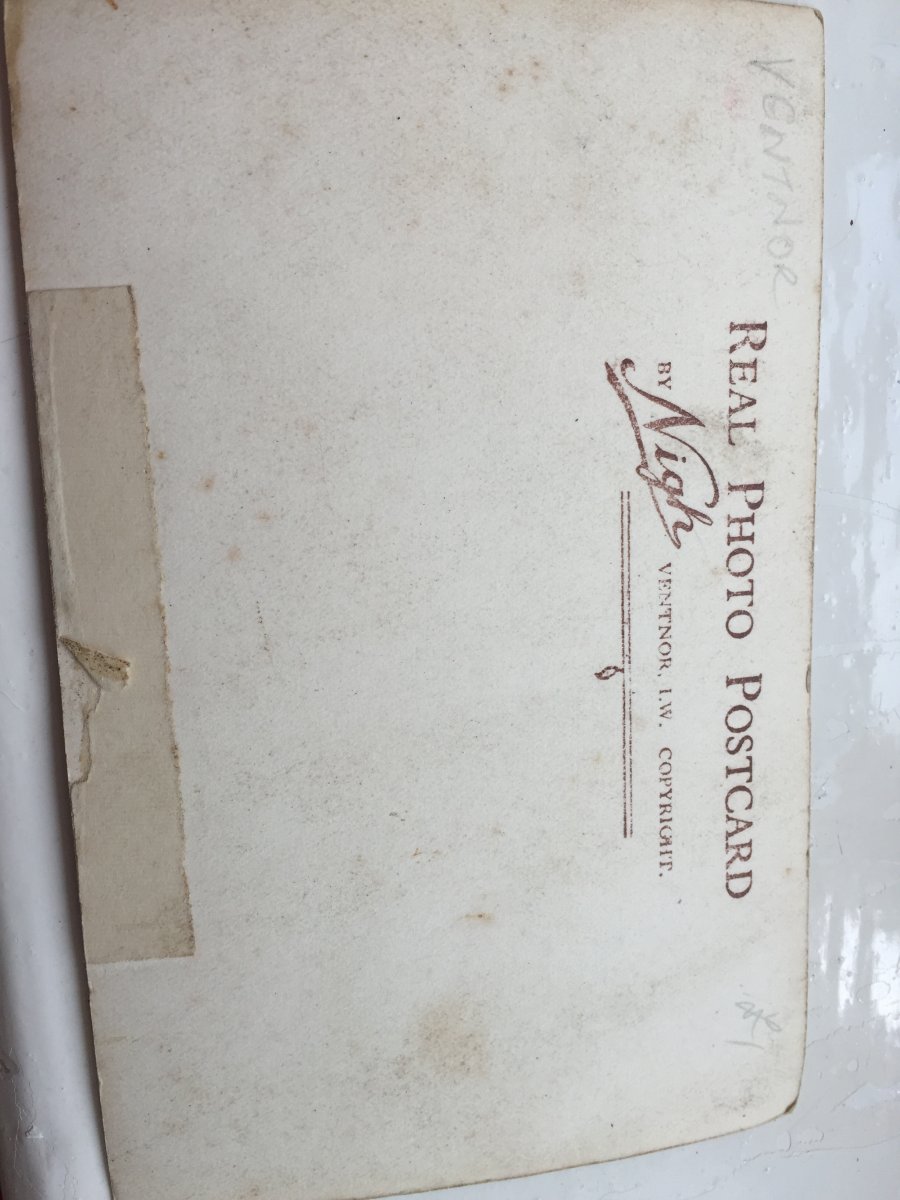 VENTNOR
REAL PHOTO POSTCARD
BY Nigh VENTNOR, I.W. COPYRIGHT.